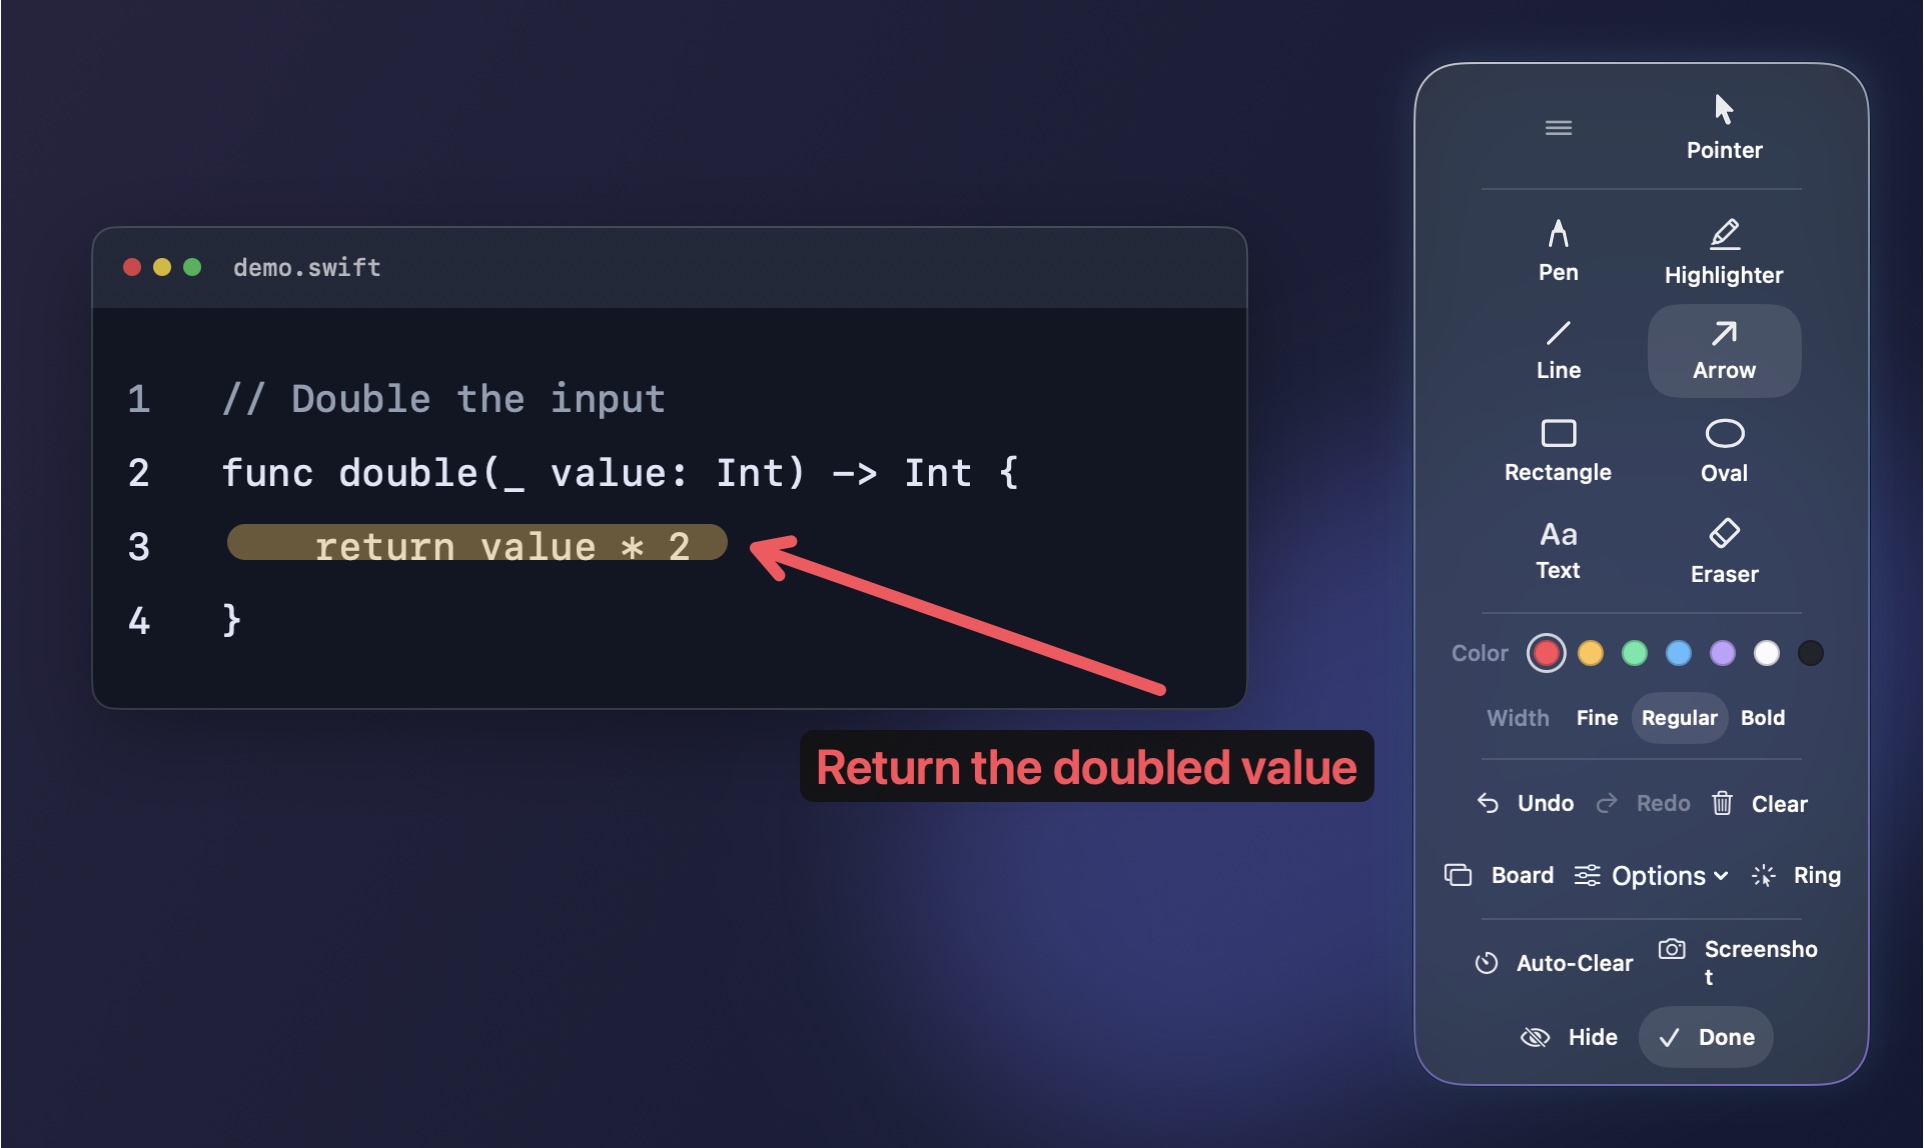 demo.swift
1 // Double the input
2 func double(_ value: Int) -> Int {
3 return value * 2
4 }
Return the doubled value
Pointer
Pen Highlighter
Line Arrow
Rectangle Oval
Aa
Text Eraser
Color
Width Fine Regular Bold
Undo Redo Clear
Board Options Ring
Auto-Clear Screensho
t
Hide Done